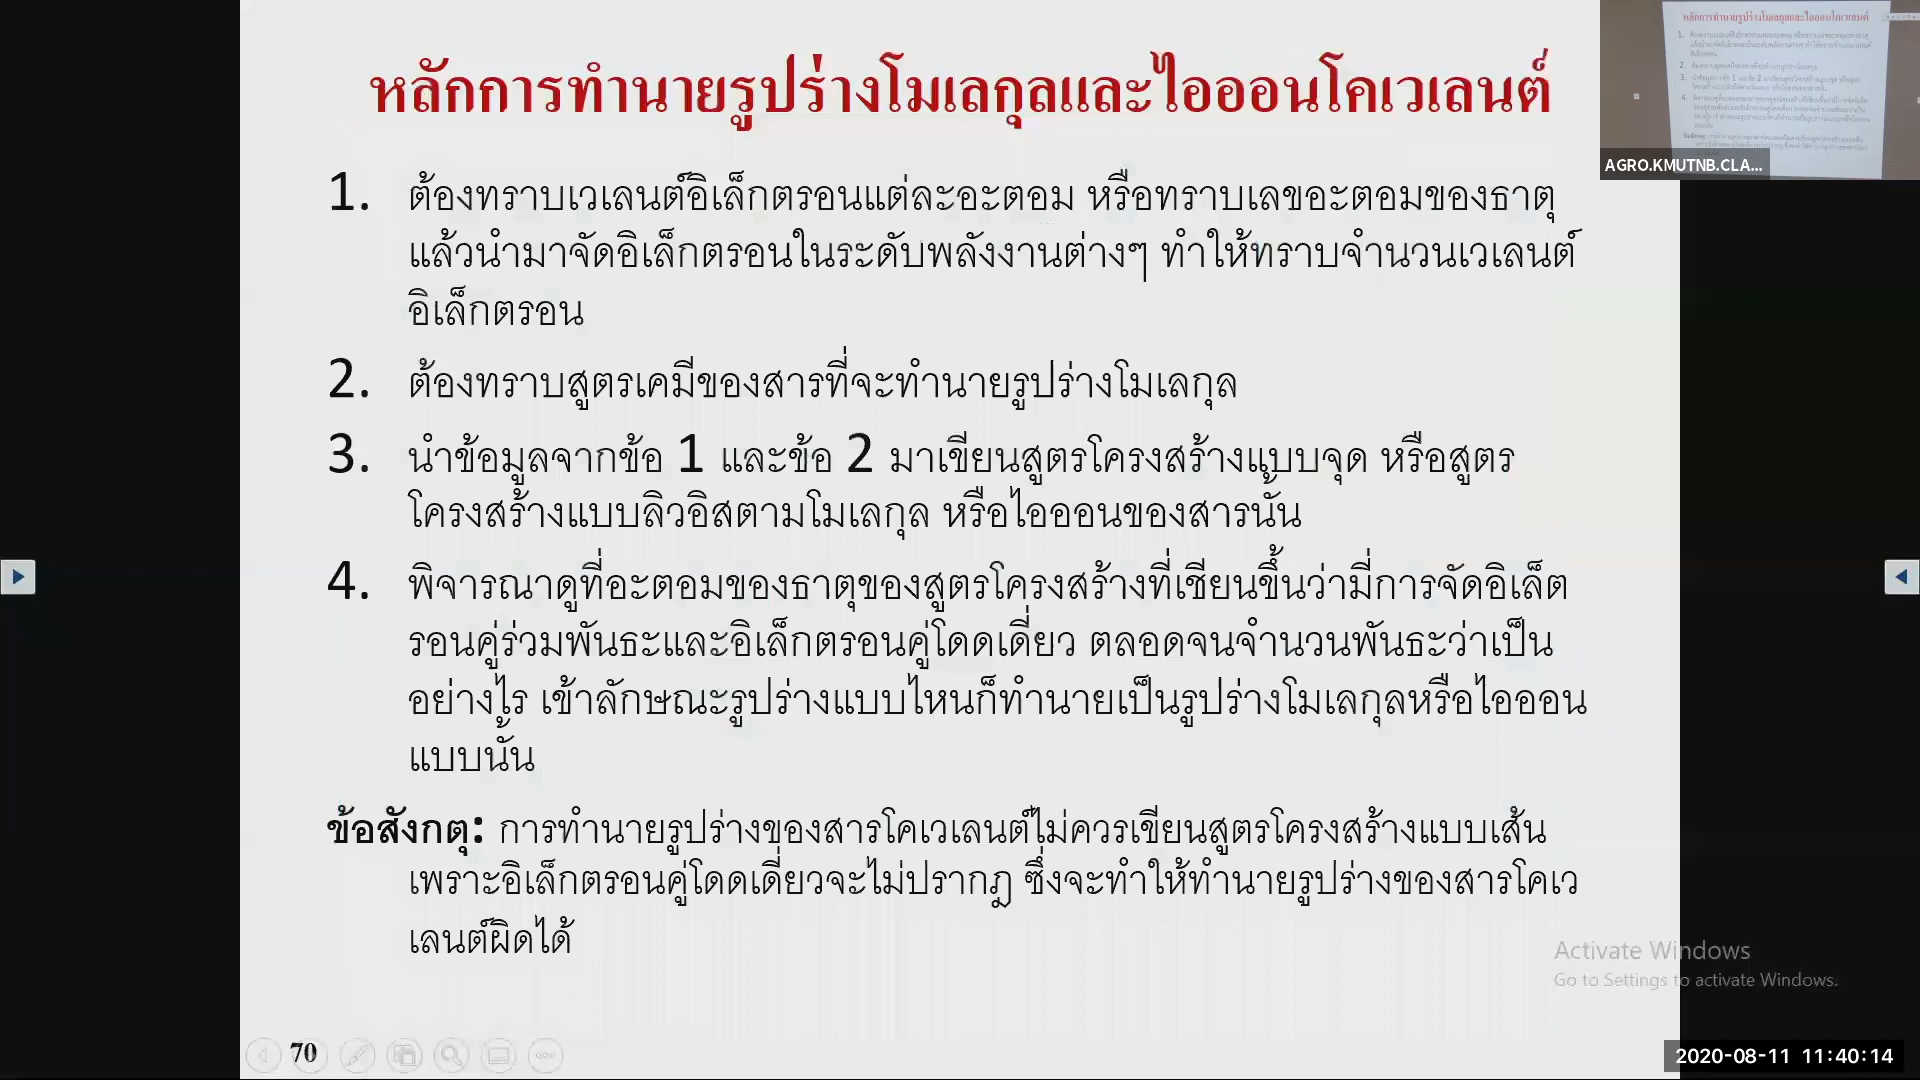 หลักการทำนายรูปร่างโมเลกุลและไอออนโคเวเลนต์
1. ต้องทราบเวเลนต์อิเล็กตรอนแต่ละอะตอม หรือทราบเลขอะตอมของธาตุ
แล้วนำมาจัดอิเล็กตรอนในระดับพลังงานต่างๆ ทำให้ทราบจำนวนเวเลนต์
อิเล็กตรอน
2. ต้องทราบสูตรเคมีของสารที่จะทำนายรูปร่างโมเลกุล
3. นำข้อมูลจากข้อ 1 และข้อ 2 มาเขียนสูตรโครงสร้างแบบจุด หรือสูตร
โครงสร้างแบบลิวอิสตามโมเลกุล หรือไอออนของสารนั้น
4. พิจารณาดูที่อะตอมของธาตุของสูตรโครงสร้างที่เชียนขึ้นว่ามี่การจัดอิเล็ต
รอนคู่ร่วมพันธะและอิเล็กตรอนคู่โดดเดี่ยว ตลอดจนจำนวนพันธะว่าเป็น
อย่างไร เข้าลักษณะรูปร่างแบบไหนก็ทำนายเป็นรูปร่างโมเลกุลหรือไอออน
แบบนั้น
ข้อสังกตุ: การทำนายรูปร่างของสารโคเวเลนต์ไม่ควรเขียนสูตรโครงสร้างแบบเส้น
เพราะอิเล็กตรอนคู่โดดเดี่ยวจะไม่ปรากฎ ซึ่งจะทำให้ทำนายรูปร่างของสารโคเว
เลนต์ผิดได้
AGRO.KMUTNB.CLA...
Activate Windows
Go to Settings to activate Windows.
70
2020-08-11 11:40:14